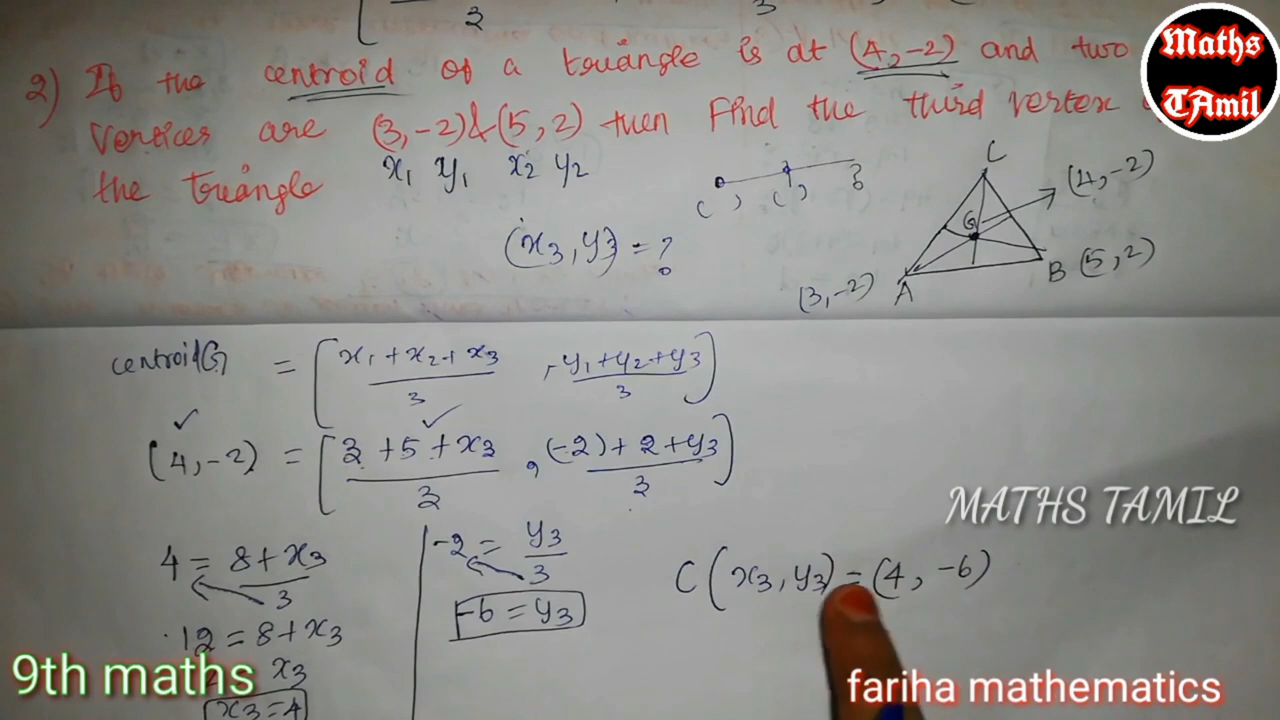 3 3
Maths
TAmil
2) If the centroid of a triangle is at (4,-2) and two
vertices are (3,-2)&(5,2) then Find the third vertex
the triangle
x₁ y₁ x₂ y₂
( , ( , ?
(x₃,y₃) = ?
C
G
(4,-2)
(3,-2) A
B (5,2)
centroid G = [x₁+x₂+x₃/3 , y₁+y₂+y₃/3]
(4,-2) = [3+5+x₃/3 , (-2)+2+y₃/3]
4 = 8+x₃/3
12 = 8+x₃
x₃
x₃=4
-2 = y₃/3
-6 = y₃
C(x₃,y₃) = (4,-6)
MATHS TAMIL
9th maths
fariha mathematics